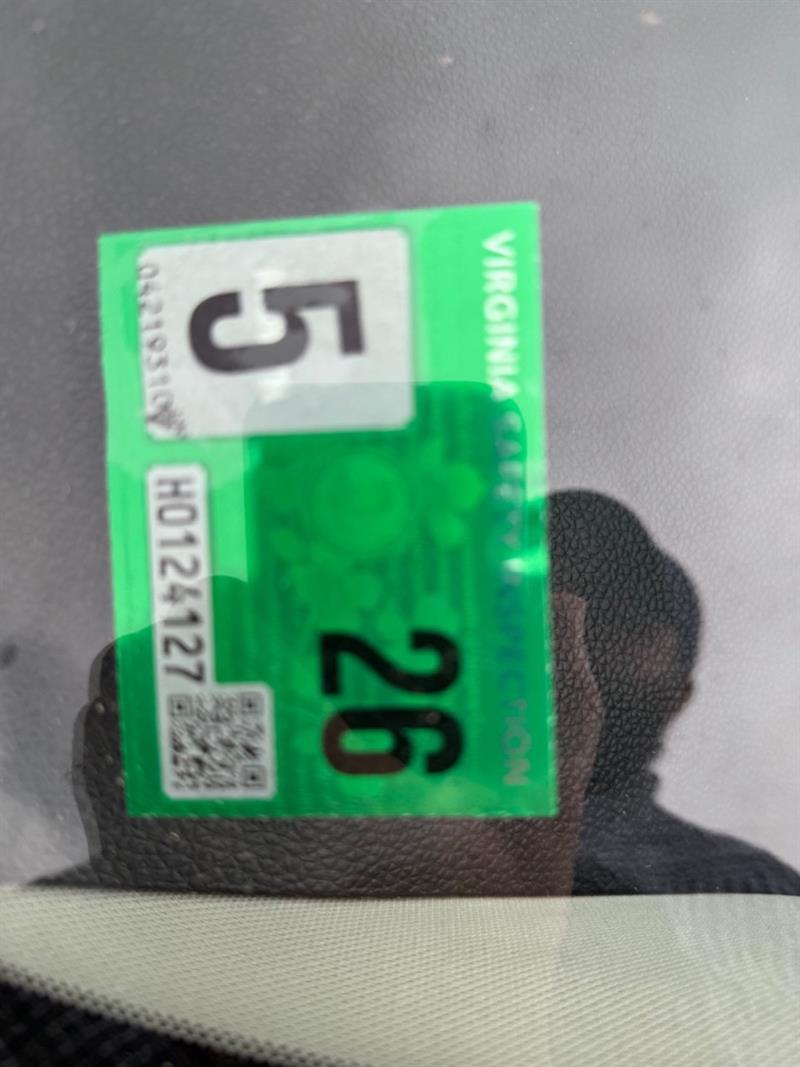 VIRGINIA SAFETY INSPECTION
5
26
H0124127